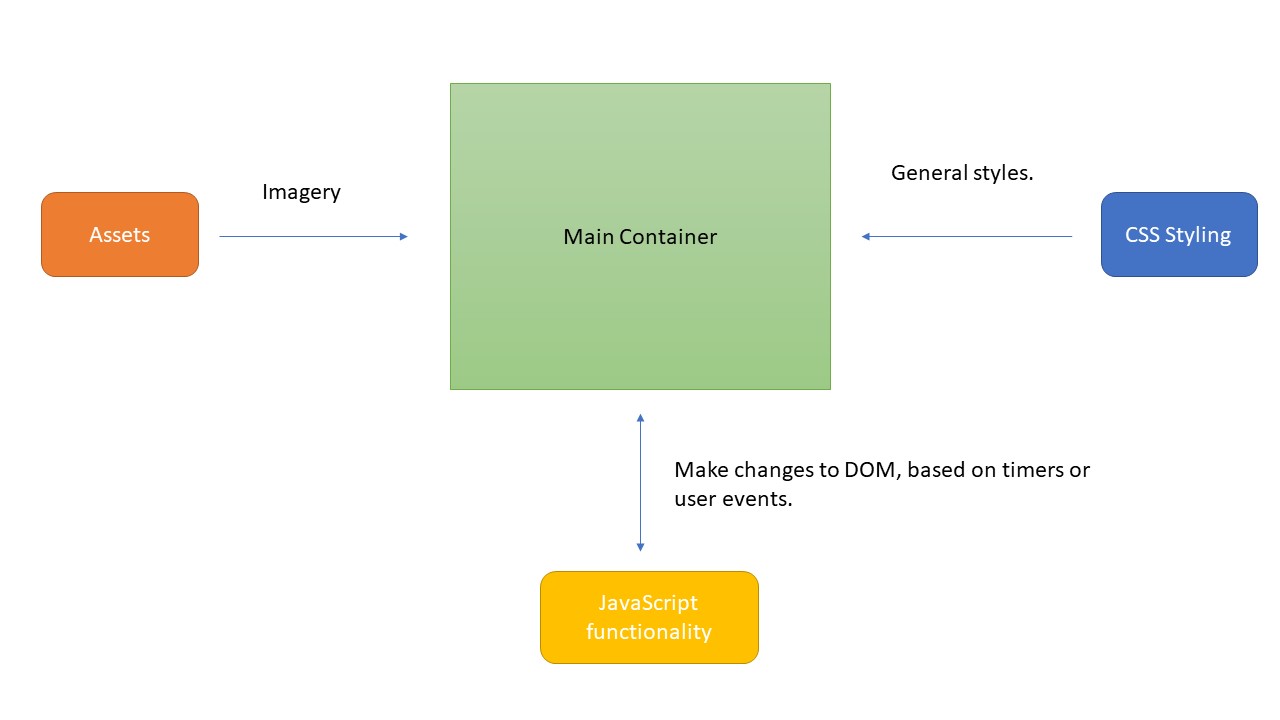 General styles.
Imagery
Assets
Main Container
CSS Styling
Make changes to DOM, based on timers or
user events.
JavaScript
functionality